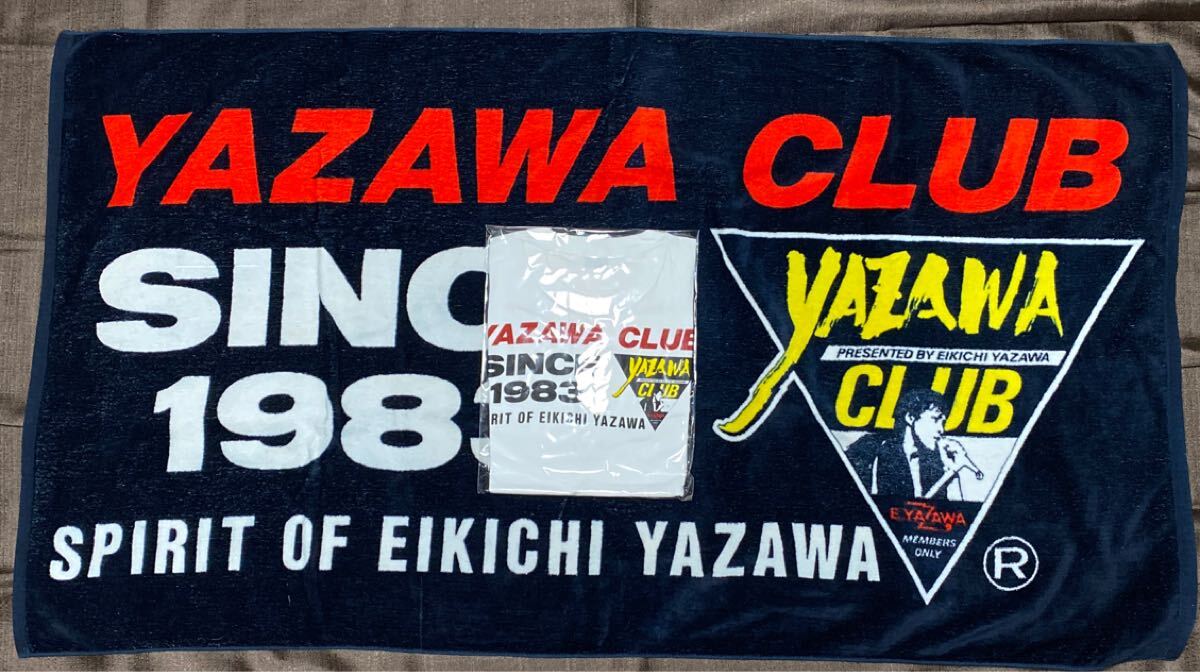 YAZAWA CLUB
SINC
198
SPIRIT OF EIKICHI YAZAWA
YAZAWA
PRESENTED BY EIKICHI YAZAWA
CLUB
E.YAZAWA
MEMBERS
ONLY
®
YAZAWA CLUB
SINCE
1983
RIT OF EIKICHI YAZAWA
YAZAWA
CLUB